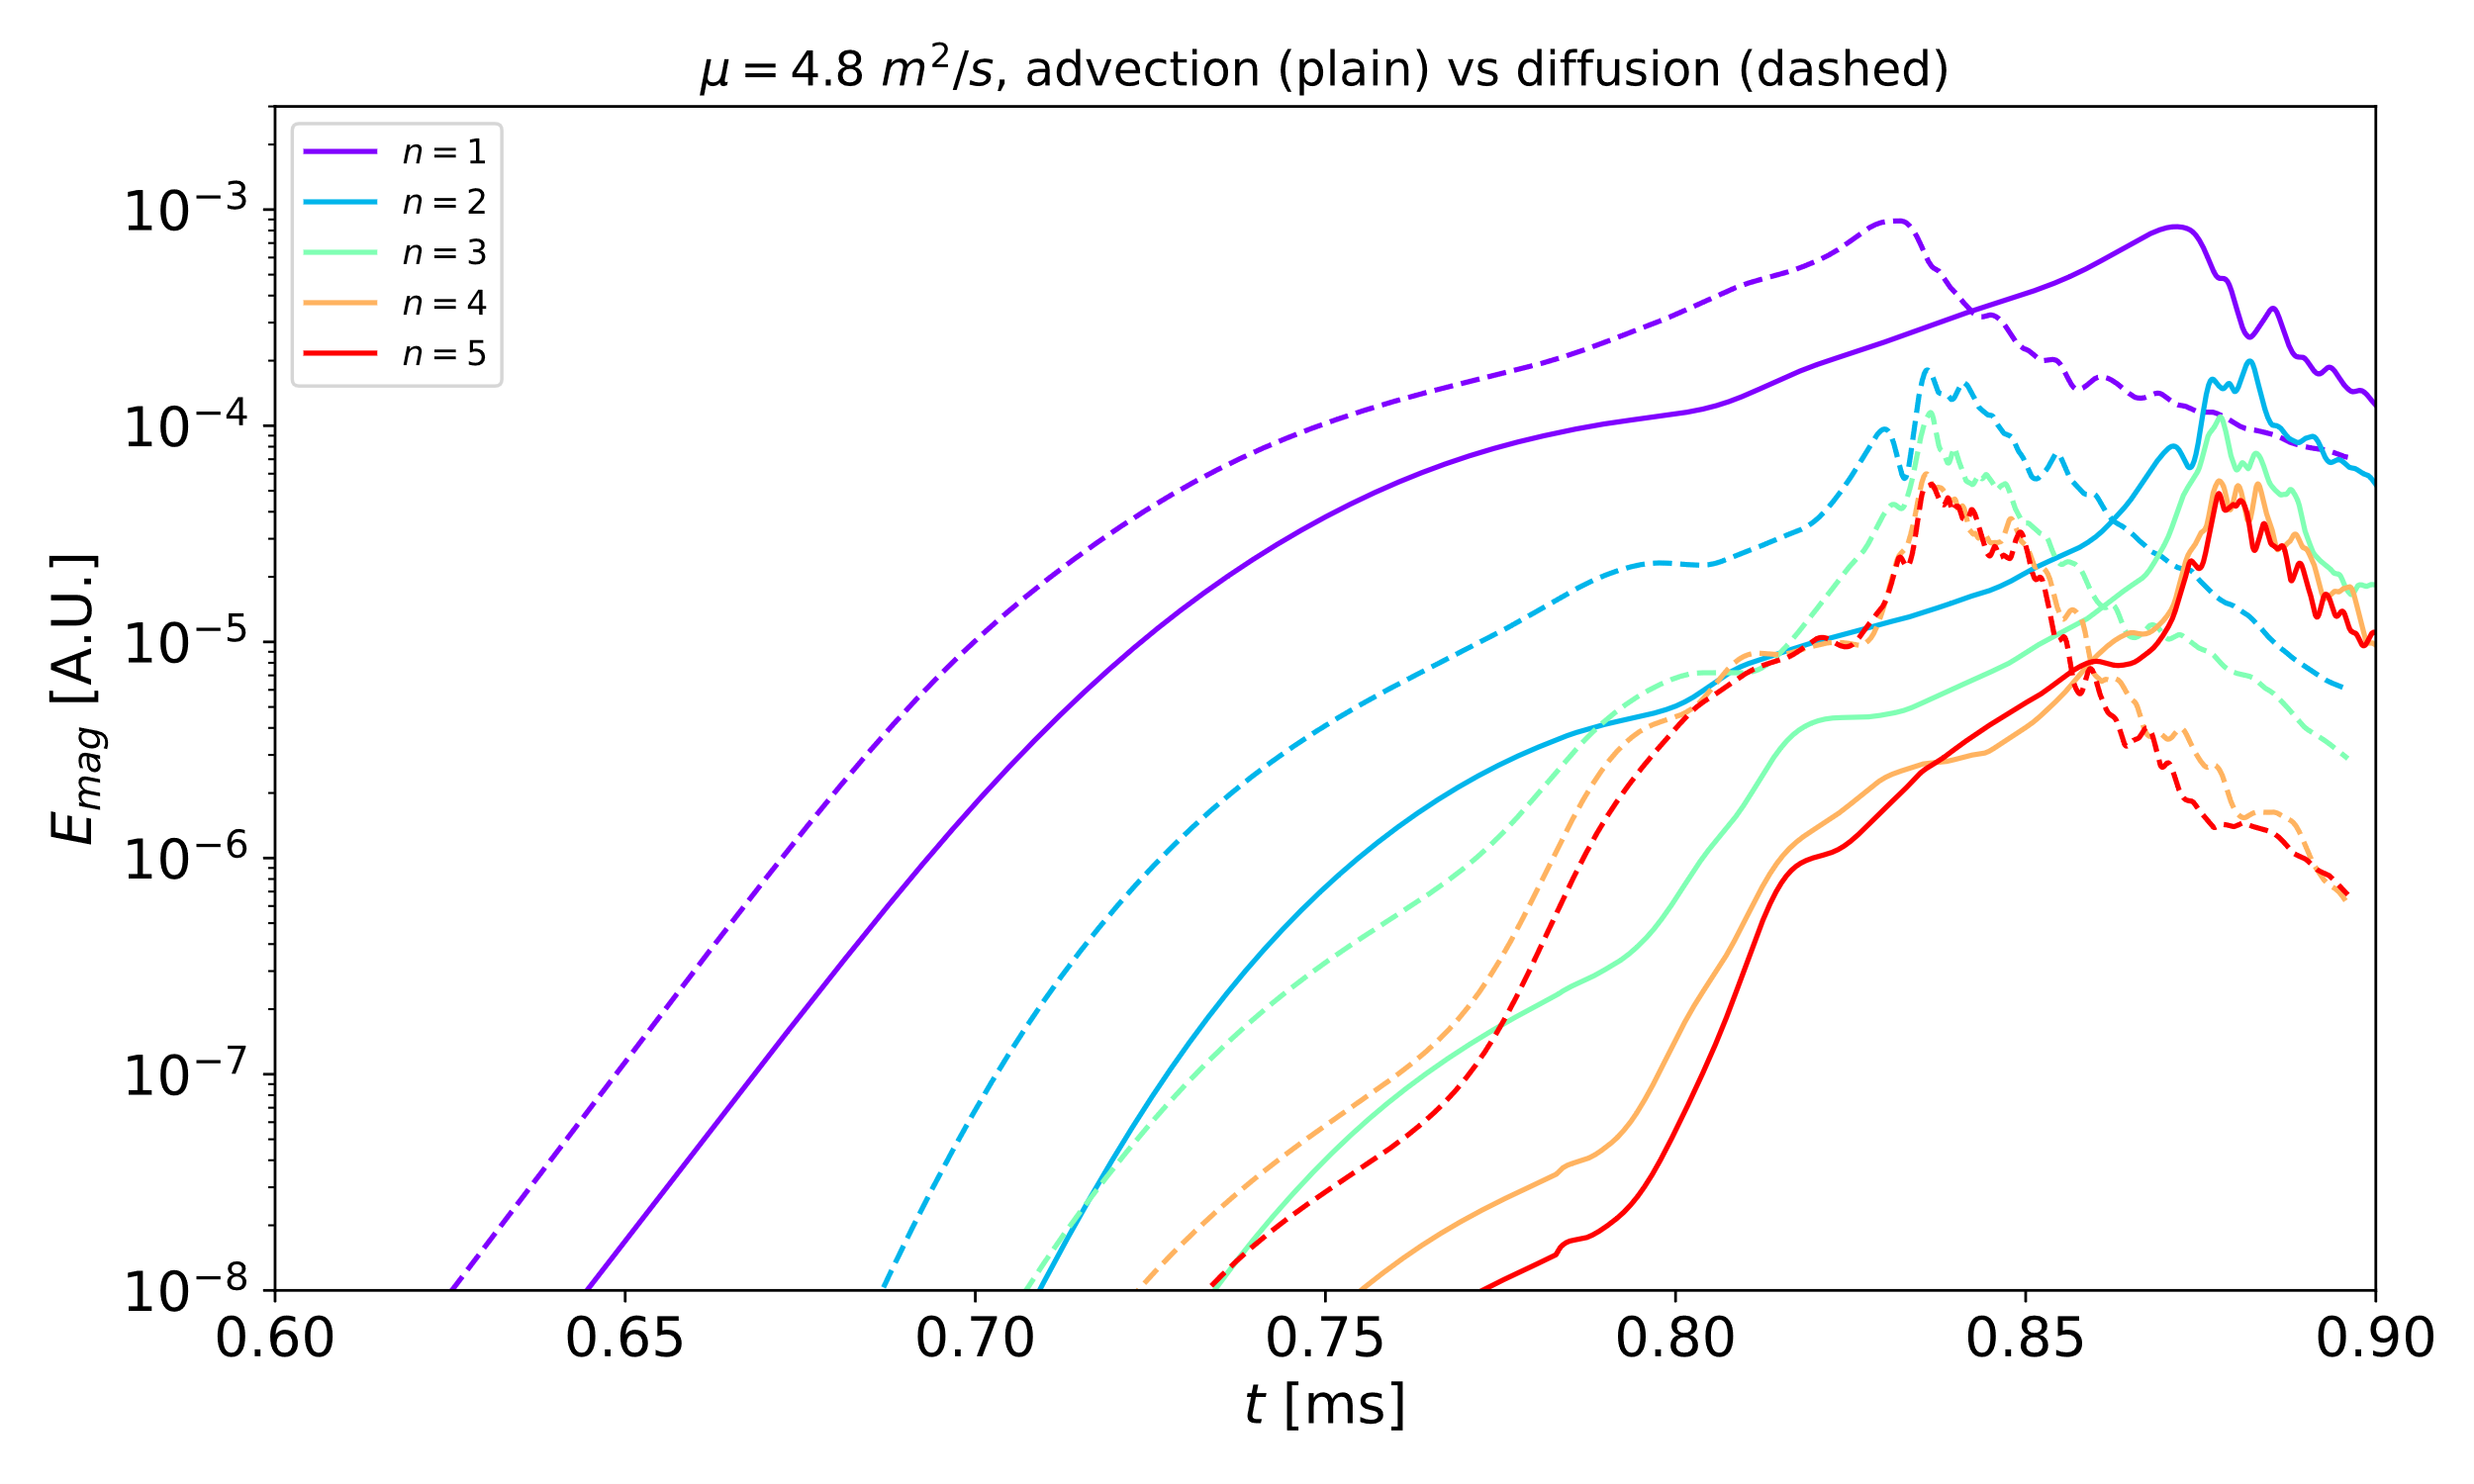 μ = 4.8 m²/s, advection (plain) vs diffusion (dashed)
n = 1
n = 2
n = 3
n = 4
n = 5
10⁻³
10⁻⁴
10⁻⁵
10⁻⁶
10⁻⁷
10⁻⁸
E_mag [A.U.]
0.60 0.65 0.70 0.75 0.80 0.85 0.90
t [ms]